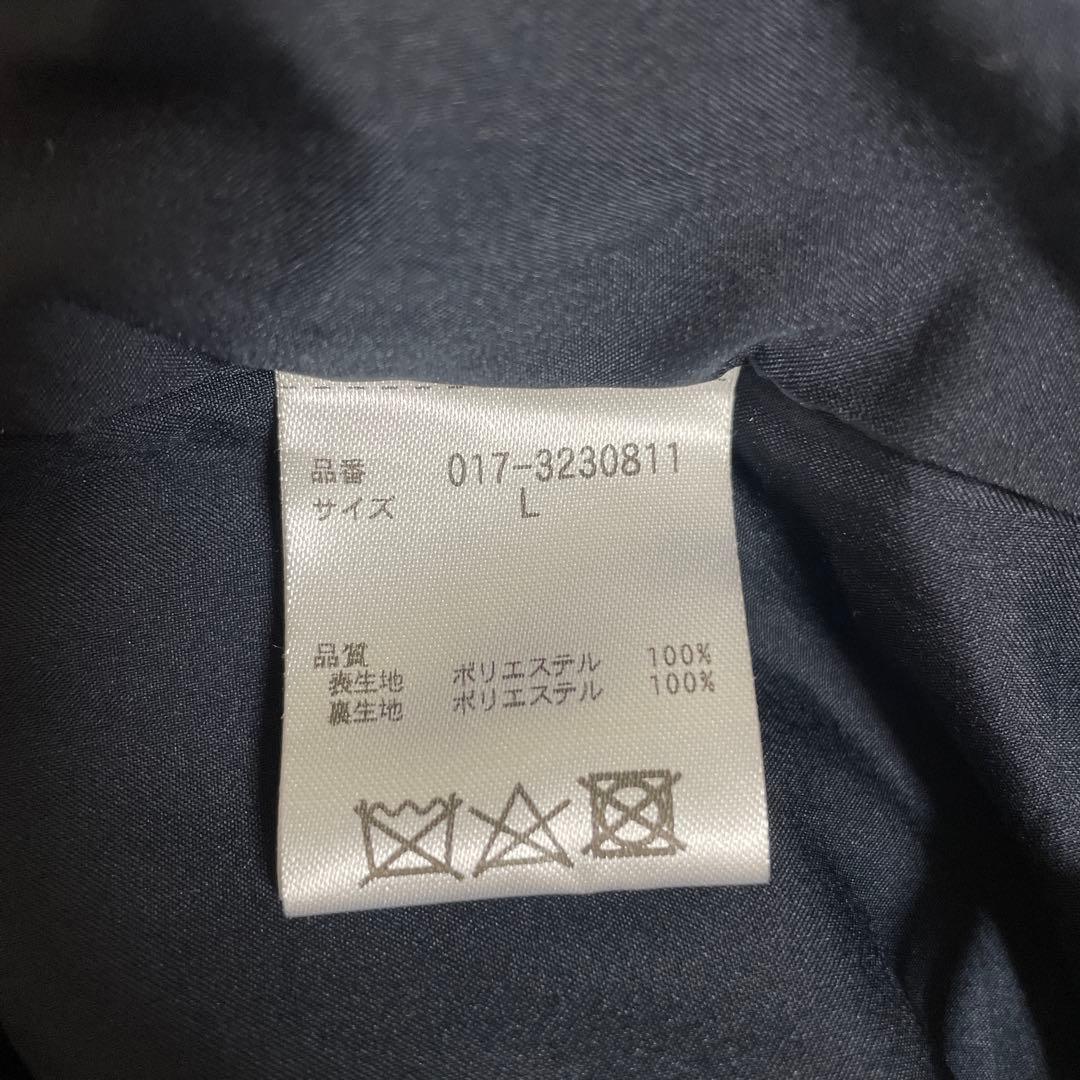 品番 017-3230811
サイズ L
品質
表生地 ポリエステル 100%
裏生地 ポリエステル 100%